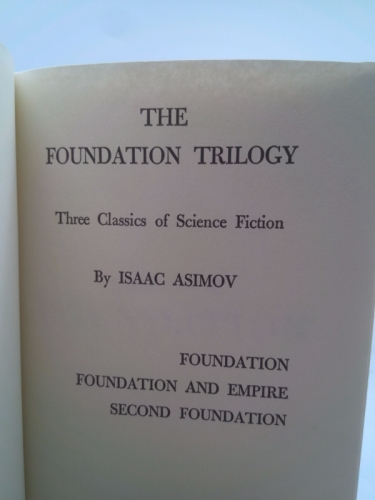 THE
FOUNDATION TRILOGY
Three Classics of Science Fiction
By ISAAC ASIMOV
FOUNDATION
FOUNDATION AND EMPIRE
SECOND FOUNDATION